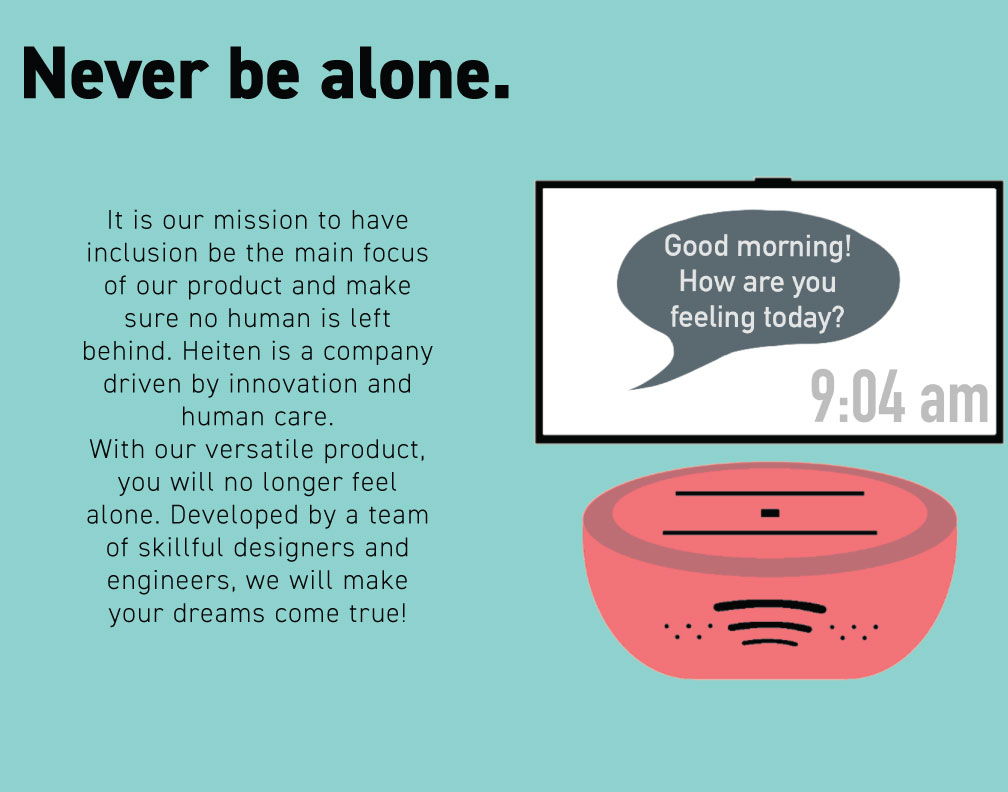 Never be alone.
It is our mission to have
inclusion be the main focus
of our product and make
sure no human is left
behind. Heiten is a company
driven by innovation and
human care.
With our versatile product,
you will no longer feel
alone. Developed by a team
of skillful designers and
engineers, we will make
your dreams come true!
Good morning!
How are you
feeling today?
9:04 am